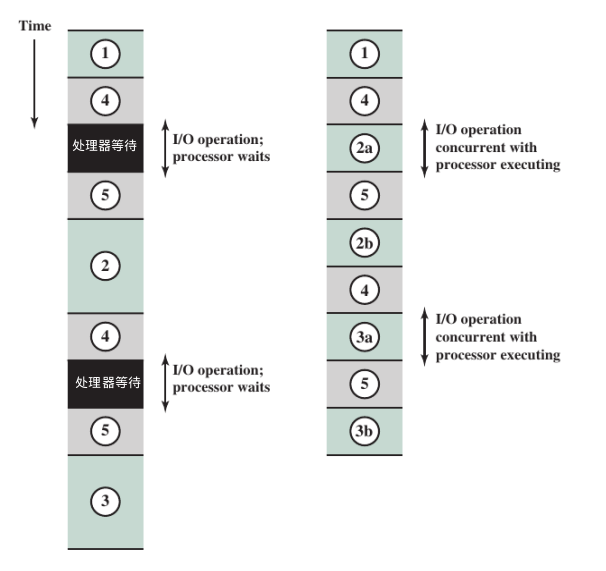 Time
1
4
处理器等待
I/O operation;
processor waits
5
2
4
处理器等待
I/O operation;
processor waits
5
3
1
4
2a
I/O operation
concurrent with
processor executing
5
2b
4
3a
I/O operation
concurrent with
processor executing
5
3b